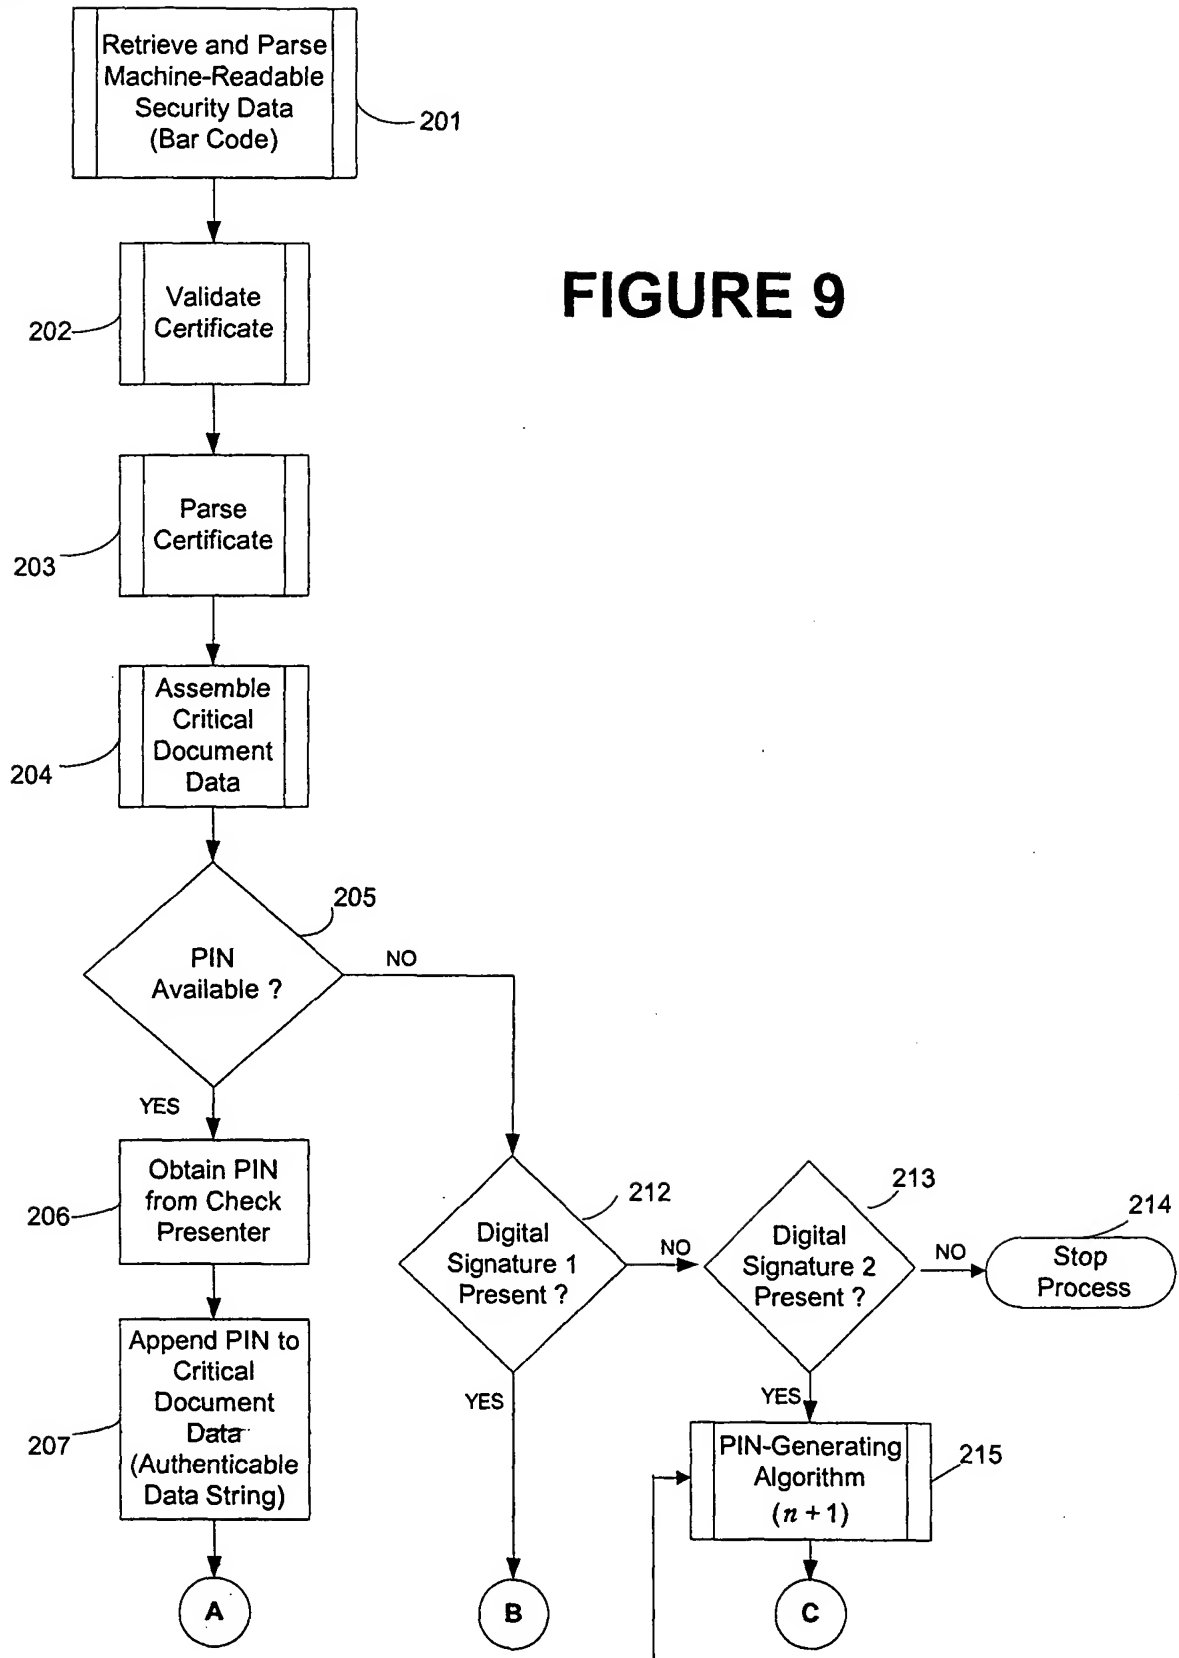 Retrieve and Parse
Machine-Readable
Security Data
(Bar Code)
201
FIGURE 9
Validate
Certificate
202
Parse
Certificate
203
Assemble
Critical
Document
Data
204
PIN
Available ?
205
NO
YES
Obtain PIN
from Check
Presenter
206
Digital
Signature 1
Present ?
212
NO
Digital
Signature 2
Present ?
213
NO
Stop
Process
214
Append PIN to
Critical
Document
Data
(Authenticable
Data String)
207
YES
YES
PIN-Generating
Algorithm
(n + 1)
215
A
B
C